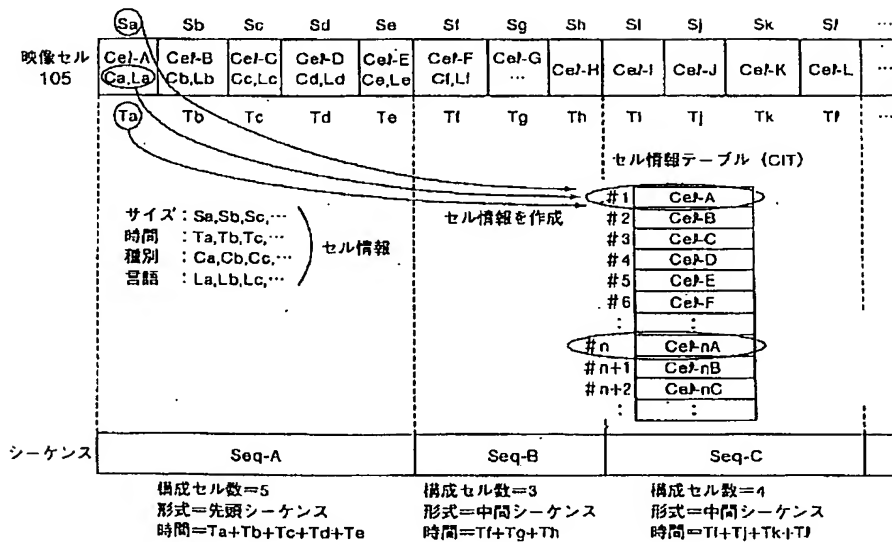 Sa Sb Sc Sd Se Sf Sg Sh Si Sj Sk Sℓ …
映像セル 105
Ceℓ-A Ceℓ-B Ceℓ-C Ceℓ-D Ceℓ-E Ceℓ-F Ceℓ-G Ceℓ-H Ceℓ-I Ceℓ-J Ceℓ-K Ceℓ-L …
Ca,La Cb,Lb Cc,Lc Cd,Ld Ce,Le Cf,Lf …
Ta Tb Tc Td Te Tf Tg Th Ti Tj Tk Tℓ …
セル情報テーブル (CIT)
サイズ:Sa,Sb,Sc,…
時間 :Ta,Tb,Tc,…
種別 :Ca,Cb,Cc,…
言語 :La,Lb,Lc,…
セル情報
セル情報を作成
#1 Ceℓ-A
#2 Ceℓ-B
#3 Ceℓ-C
#4 Ceℓ-D
#5 Ceℓ-E
#6 Ceℓ-F
: :
#n Ceℓ-nA
#n+1 Ceℓ-nB
#n+2 Ceℓ-nC
: :
シーケンス Seq-A Seq-B Seq-C
構成セル数=5
形式=先頭シーケンス
時間=Ta+Tb+Tc+Td+Te
構成セル数=3
形式=中間シーケンス
時間=Tf+Tg+Th
構成セル数=4
形式=中間シーケンス
時間=Ti+Tj+Tk+Tℓ